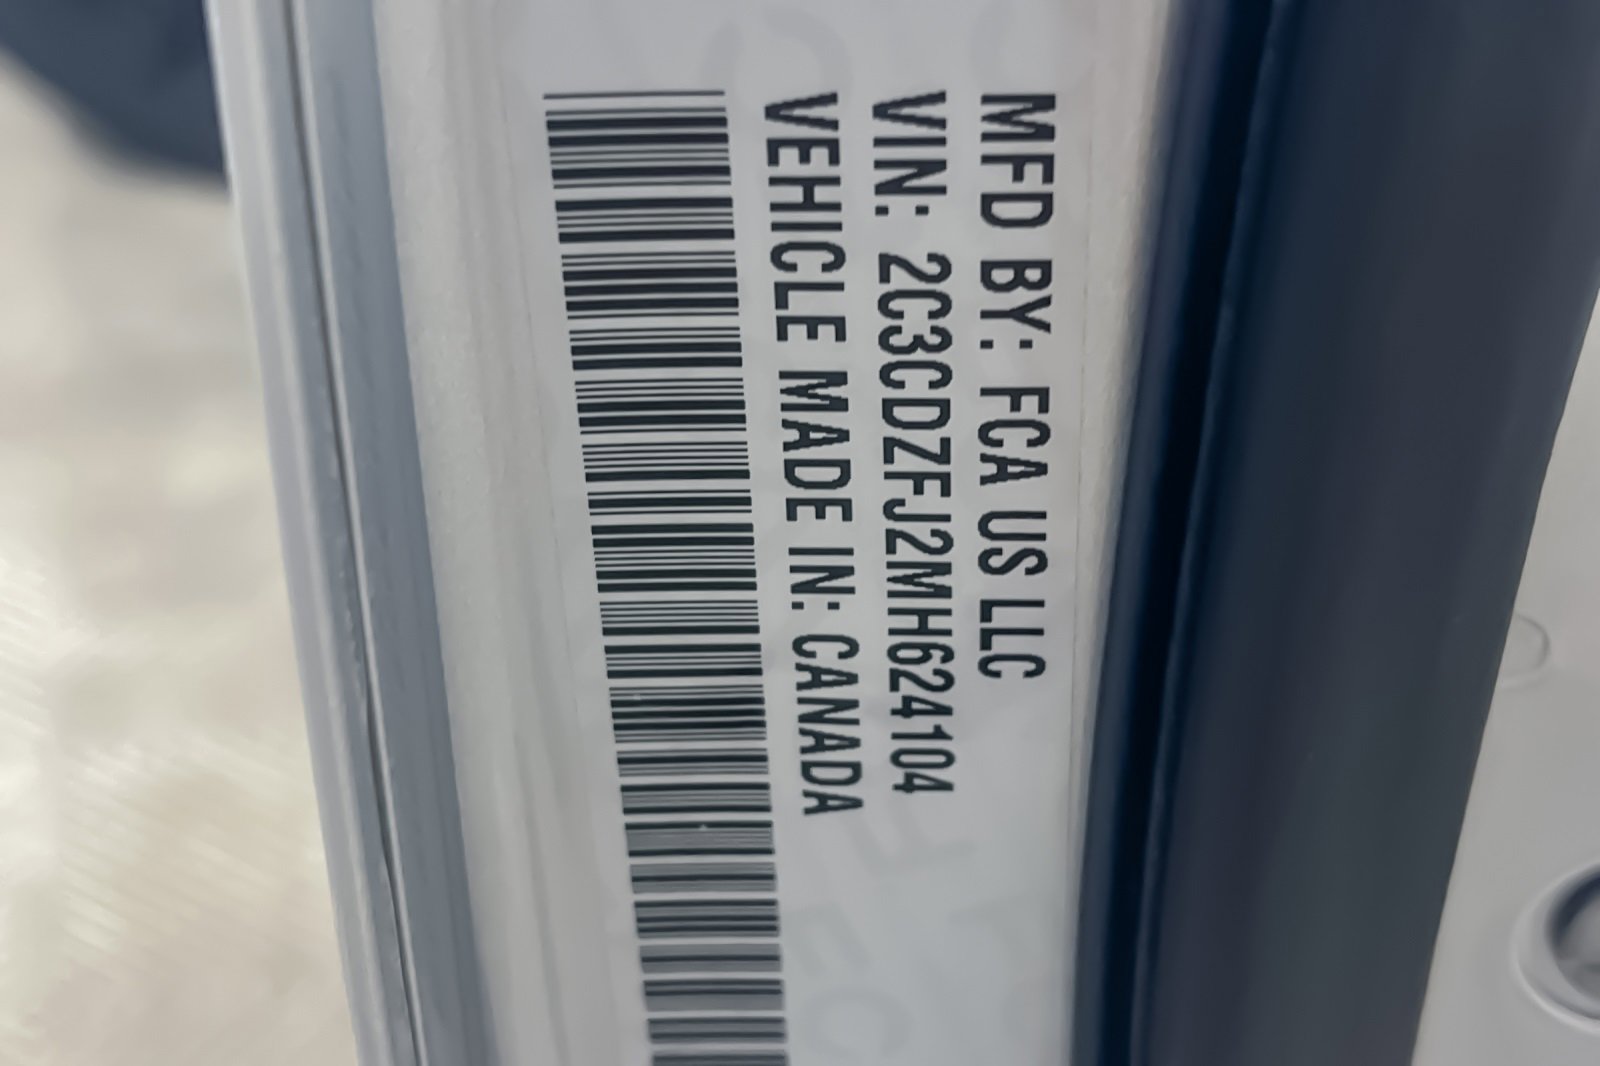 MFD BY: FCA US LLC
VIN: 2C3CDZFJ2MH624104
VEHICLE MADE IN: CANADA